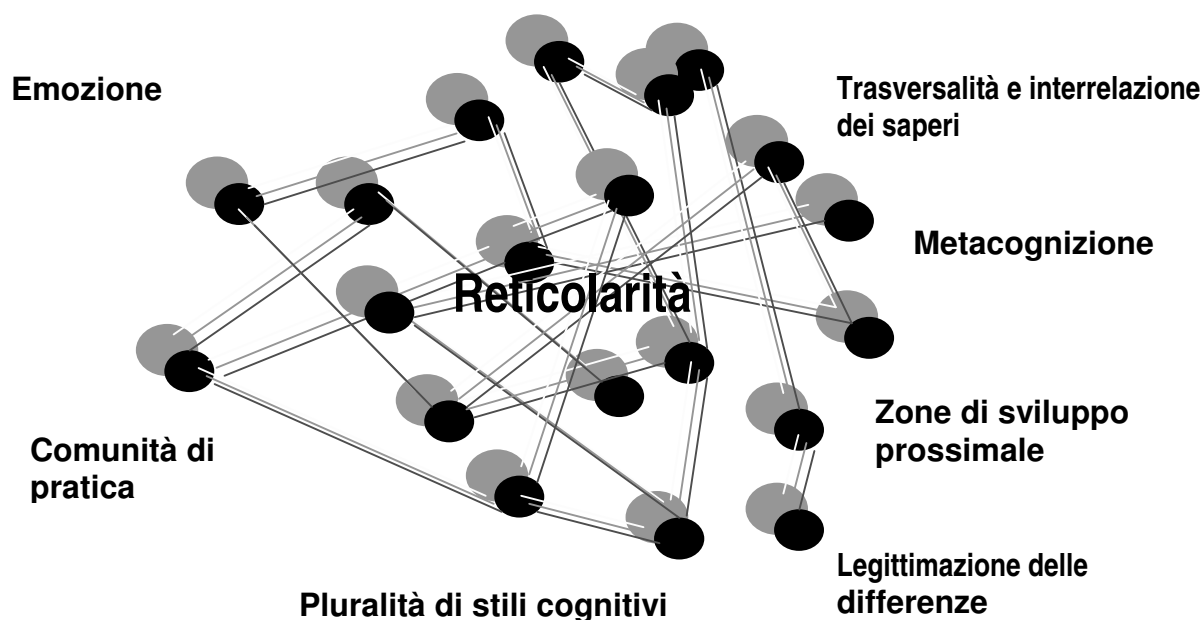 Emozione
Trasversalità e interrelazione
dei saperi
Metacognizione
Reticolarità
Zone di sviluppo
prossimale
Comunità di
pratica
Legittimazione delle
differenze
Pluralità di stili cognitivi